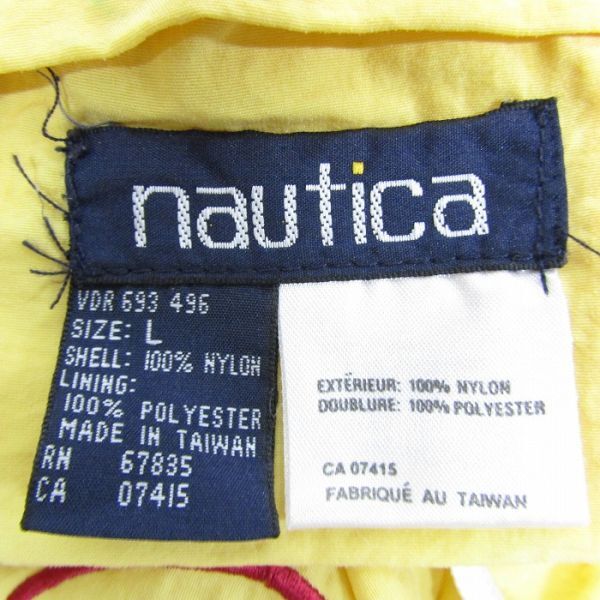 nautica
VDR 693 496
SIZE: L
SHELL: 100% NYLON
LINING:
100% POLYESTER
MADE IN TAIWAN
RN 67835
CA 07415
EXTÉRIEUR: 100% NYLON
DOUBLURE: 100% POLYESTER
CA 07415
FABRIQUÉ AU TAIWAN